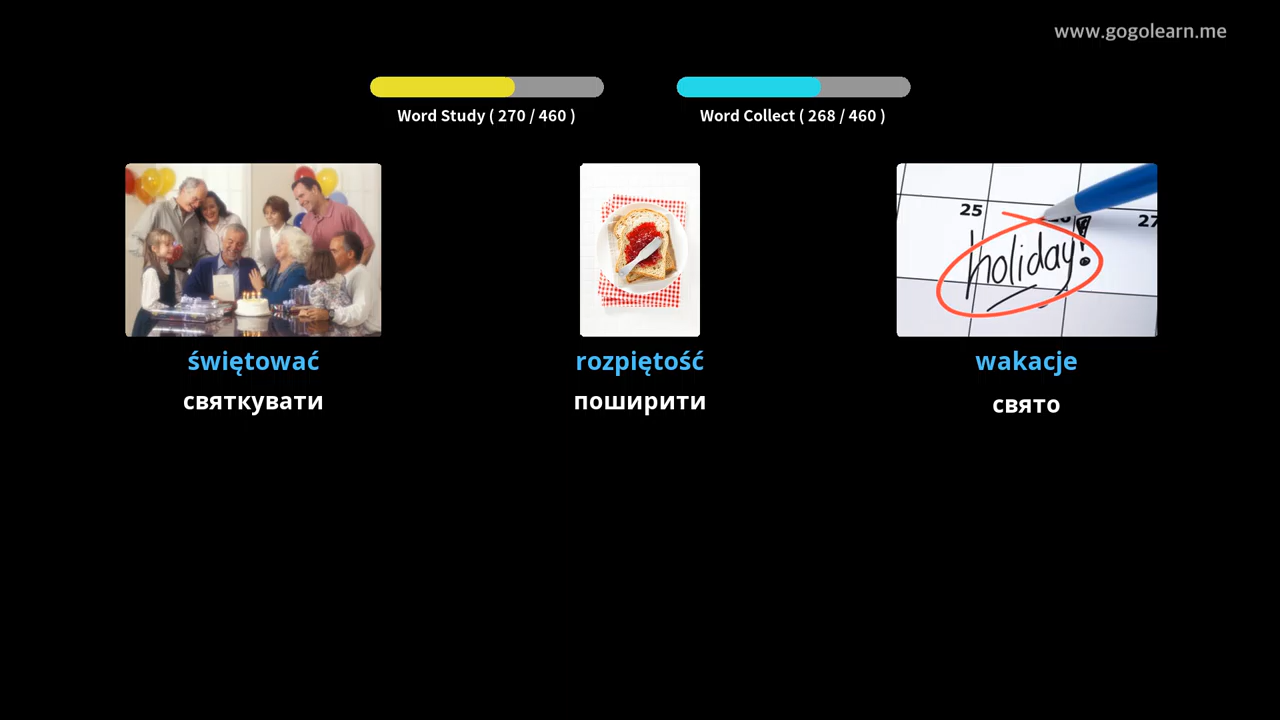 www.gogolearn.me
Word Study ( 270 / 460 )
Word Collect ( 268 / 460 )
25
27
holiday!
świętować
rozpiętość
wakacje
святкувати
поширити
свято